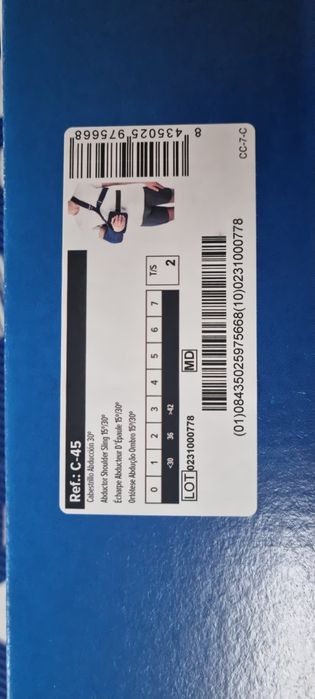 Ref.: C-45
Cabestrillo Abducción 30º
Abductor Shoulder Sling 15º/30º
Écharpe Abducteur D'Épaule 15º/30º
Ortótese Abdução Ombro 15º/30º
0 1 2 3 4 5 6 7 T/S
<30 36 >42 2
LOT 0231000778 MD
(01)08435025975668(10)0231000778
8 435025 975668
CC-7-C